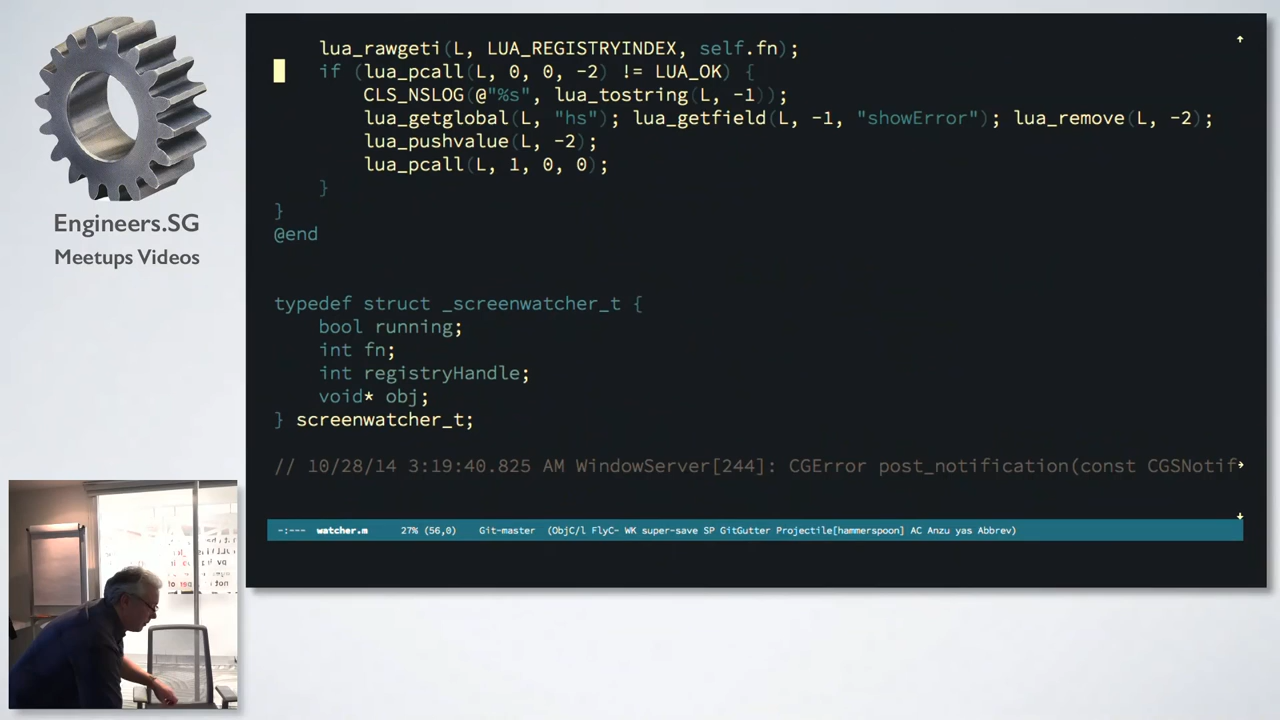 Engineers.SG
Meetups Videos
lua_rawgeti(L, LUA_REGISTRYINDEX, self.fn);
if (lua_pcall(L, 0, 0, -2) != LUA_OK) {
CLS_NSLOG(@"%s", lua_tostring(L, -1));
lua_getglobal(L, "hs"); lua_getfield(L, -1, "showError"); lua_remove(L, -2);
lua_pushvalue(L, -2);
lua_pcall(L, 1, 0, 0);
}
}
@end
typedef struct _screenwatcher_t {
bool running;
int fn;
int registryHandle;
void* obj;
} screenwatcher_t;
// 10/28/14 3:19:40.825 AM WindowServer[244]: CGError post_notification(const CGSNotif
-:--- watcher.m 27% (56,0) Git-master (ObjC/l FlyC- WK super-save SP GitGutter Projectile[hammerspoon] AC Anzu yas Abbrev)